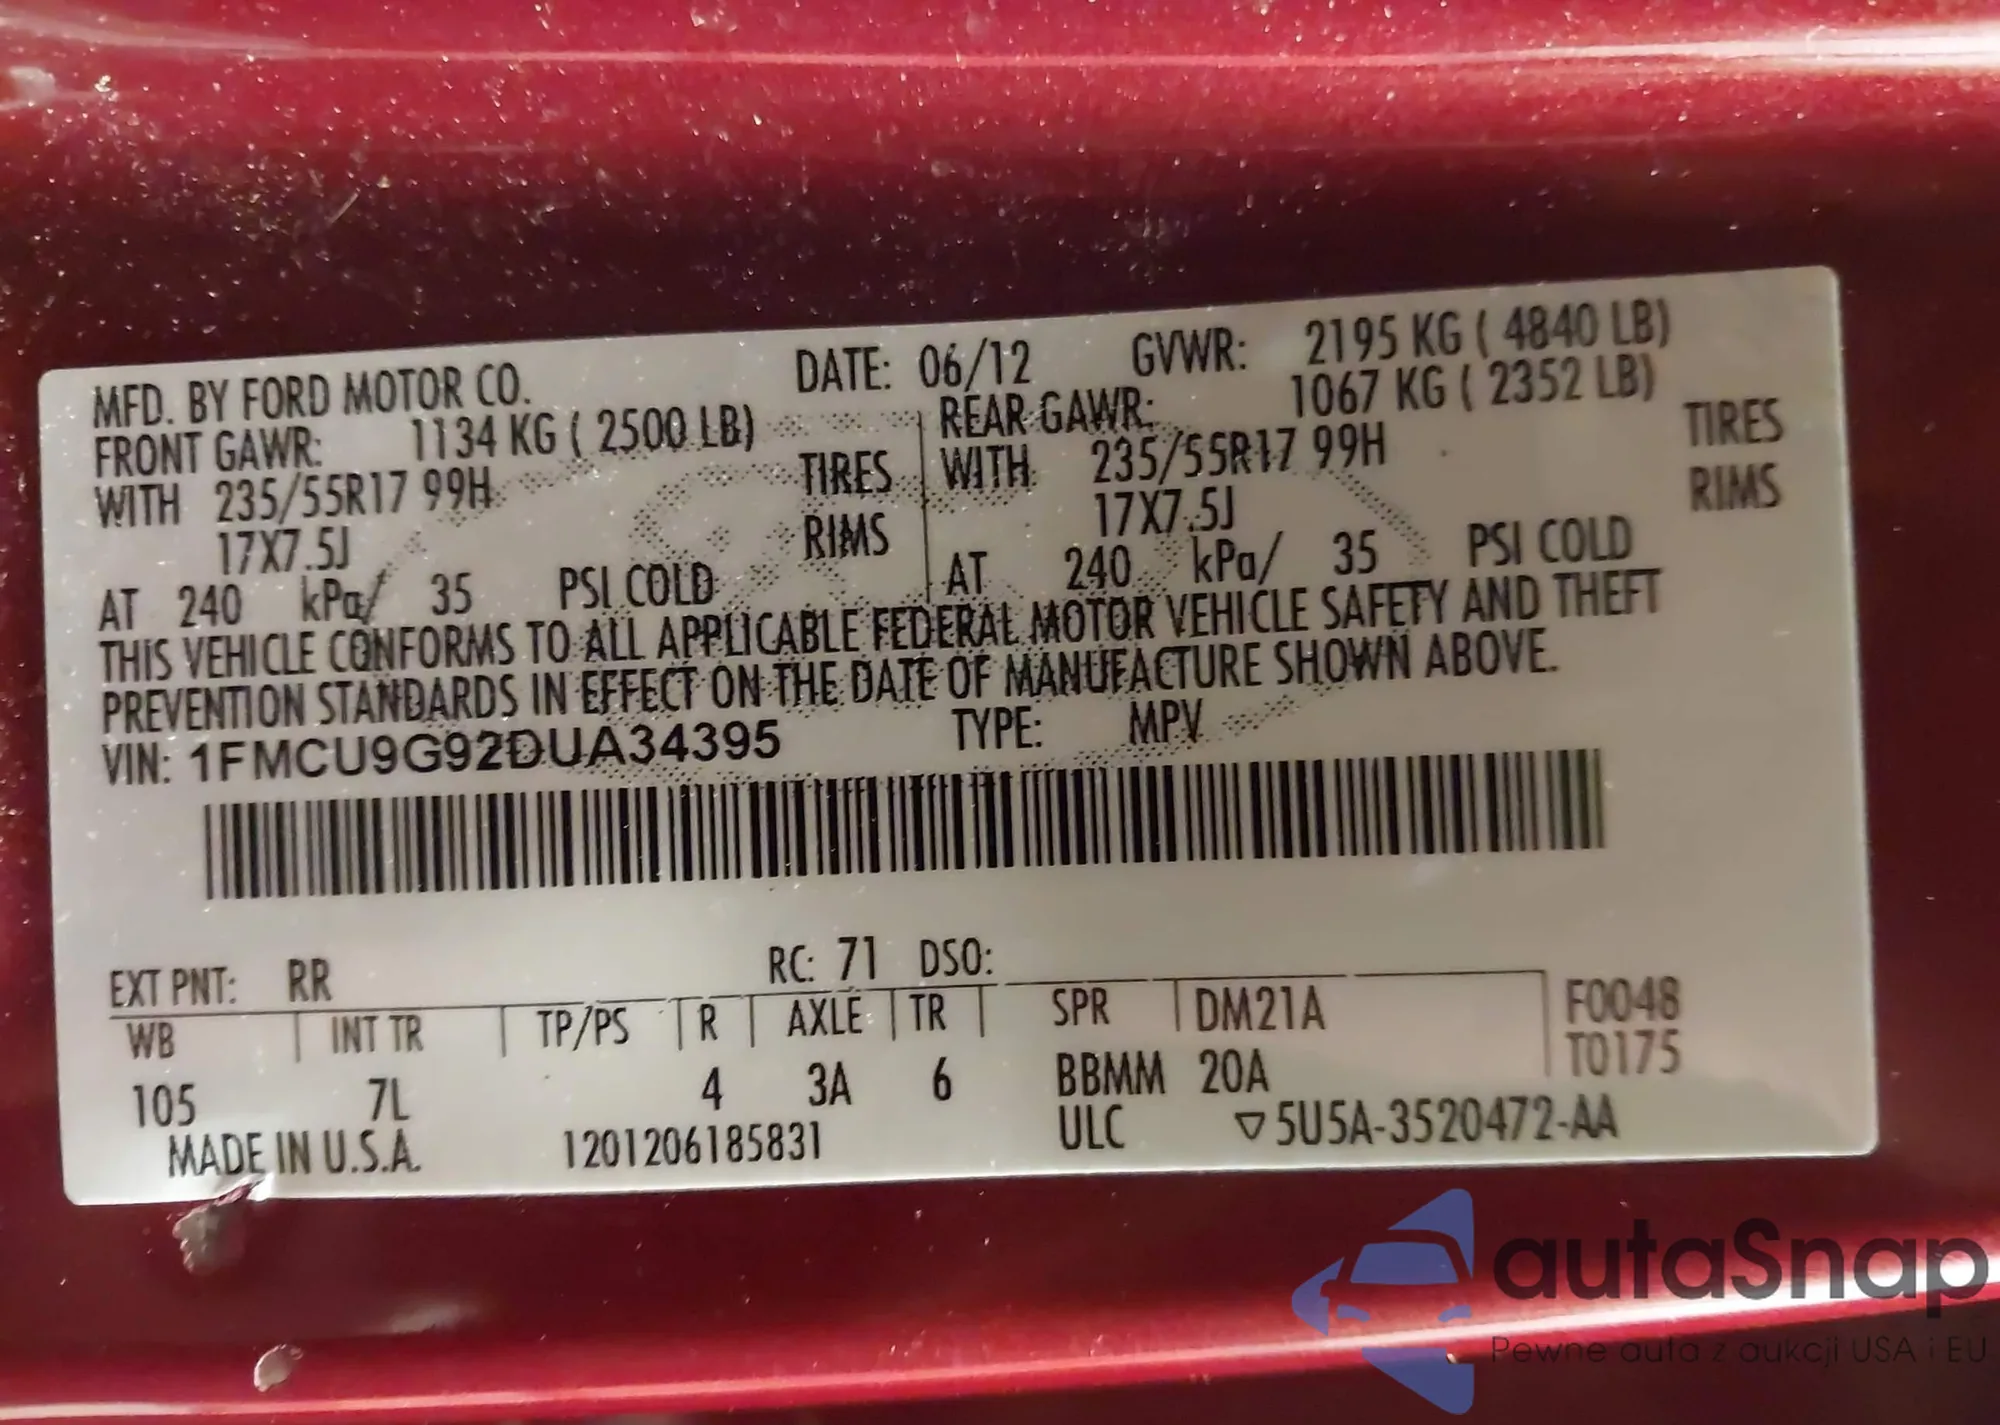 MFD. BY FORD MOTOR CO. DATE: 06/12 GVWR: 2195 KG ( 4840 LB)
FRONT GAWR: 1134 KG ( 2500 LB) REAR GAWR: 1067 KG ( 2352 LB)
WITH 235/55R17 99H TIRES WITH 235/55R17 99H TIRES
17X7.5J RIMS 17X7.5J RIMS
AT 240 kPa/ 35 PSI COLD AT 240 kPa/ 35 PSI COLD
THIS VEHICLE CONFORMS TO ALL APPLICABLE FEDERAL MOTOR VEHICLE SAFETY AND THEFT
PREVENTION STANDARDS IN EFFECT ON THE DATE OF MANUFACTURE SHOWN ABOVE.
VIN: 1FMCU9G92DUA34395 TYPE: MPV
EXT PNT: RR RC: 71 DSO:
WB INT TR TP/PS R AXLE TR SPR DM21A F0048
105 7L 4 3A 6 BBMM 20A T0175
MADE IN U.S.A. 1201206185831 ULC ▽5U5A-3520472-AA
autaSnap
Pewne auta z aukcji USA i EU